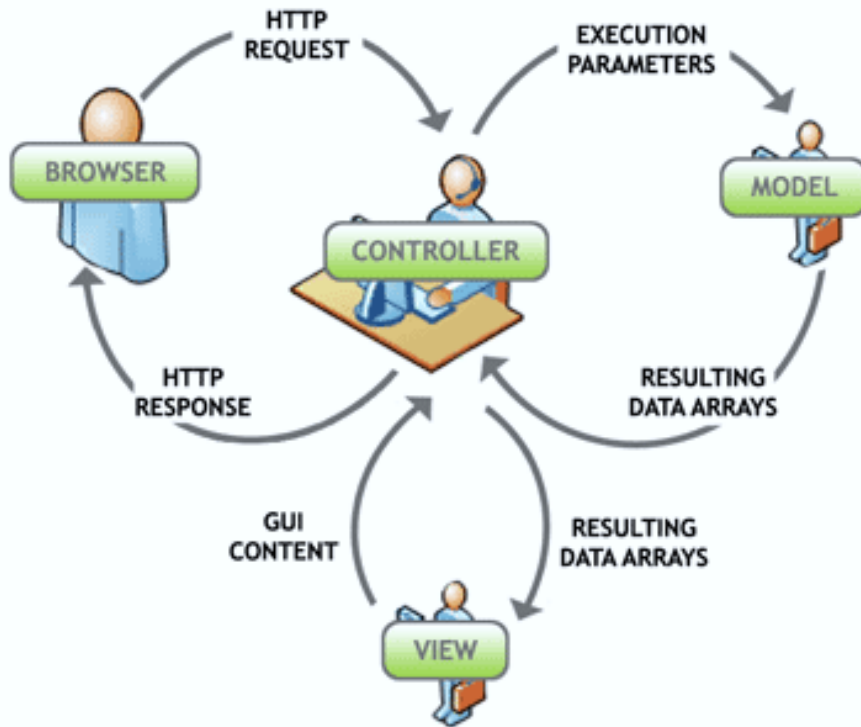 HTTP
REQUEST
EXECUTION
PARAMETERS
BROWSER
MODEL
CONTROLLER
HTTP
RESPONSE
RESULTING
DATA ARRAYS
GUI
CONTENT
RESULTING
DATA ARRAYS
VIEW